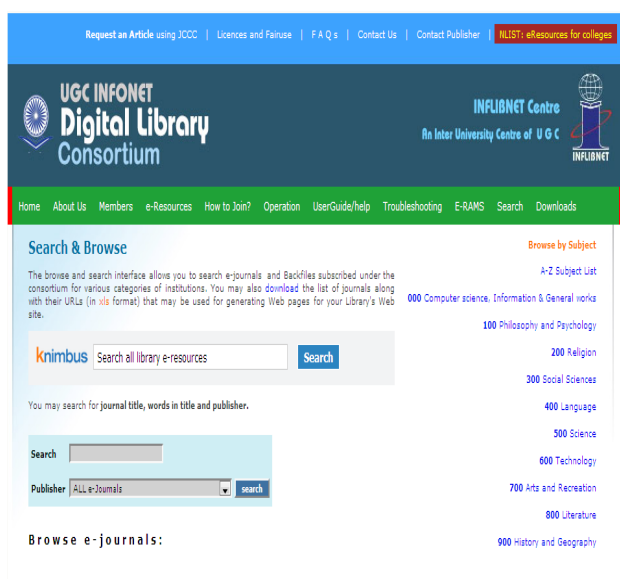 Request an Article using JCCC | Licences and Fairuse | F A Q s | Contact Us | Contact Publisher | NLIST: eResources for colleges
UGC INFONET
Digital Library
Consortium
INFLIBNET Centre
An Inter University Centre of U G C
INFLIBNET
Home About Us Members e-Resources How to Join? Operation UserGuide/help Troubleshooting E-RAMS Search Downloads
Search & Browse
The browse and search interface allows you to search e-journals and Backfiles subscribed under the
consortium for various categories of institutions. You may also download the list of journals along
with their URLs (in xls format) that may be used for generating Web pages for your Library's Web
site.
knimbus Search all library e-resources Search
You may search for journal title, words in title and publisher.
Search
Publisher ALL e-Journals search
Browse e-journals:
Browse by Subject
A-Z Subject List
000 Computer science, Information & General works
100 Philosophy and Psychology
200 Religion
300 Social Sciences
400 Language
500 Science
600 Technology
700 Arts and Recreation
800 Literature
900 History and Geography